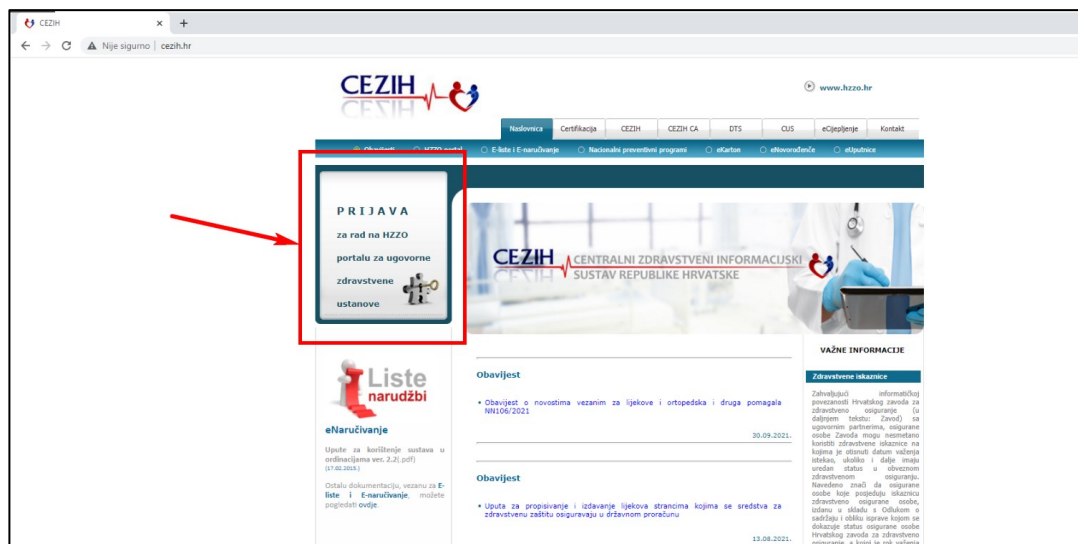 CEZIH
Nije sigurno | cezih.hr
CEZIH
www.hzzo.hr
Naslovnica Certifikacija CEZIH CEZIH CA DTS CUS eCijepljenje Kontakt
Obavijesti HZZO portal E-liste i E-naručivanje Nacionalni preventivni programi eKarton eNovorođenče eUputnice
PRIJAVA
za rad na HZZO
portalu za ugovorne
zdravstvene
ustanove
CEZIH
CENTRALNI ZDRAVSTVENI INFORMACIJSKI
SUSTAV REPUBLIKE HRVATSKE
Liste
narudžbi
eNaručivanje
Upute za korištenje sustava u
ordinacijama ver. 2.2(.pdf)
(17.02.2015.)
Ostalu dokumentaciju, vezanu za E-
liste i E-naručivanje, možete
pogledati ovdje.
Obavijest
Obavijest o novostima vezanim za lijekove i ortopedska i druga pomagala
NN106/2021
30.09.2021.
Obavijest
Uputa za propisivanje i izdavanje lijekova strancima kojima se sredstva za
zdravstvenu zaštitu osiguravaju u državnom proračunu
13.08.2021.
VAŽNE INFORMACIJE
Zdravstvene iskaznice
Zahvaljujući informatičkoj
povezanosti Hrvatskog zavoda za
zdravstveno osiguranje (u
daljnjem tekstu: Zavod) sa
ugovornim partnerima, osigurane
osobe Zavoda mogu nesmetano
koristiti zdravstvene iskaznice na
kojima je otisnuti datum važenja
istekao, ukoliko i dalje imaju
uredan status u obveznom
zdravstvenom osiguranju.
Navedeno znači da osigurane
osobe koje posjeduju iskaznicu
zdravstveno osigurane osobe,
izdanu u skladu s Odlukom o
sadržaju i obliku isprave kojom se
dokazuje status osigurane osobe
Hrvatskog zavoda za zdravstveno
osiguranje, a kojoj je rok važenja